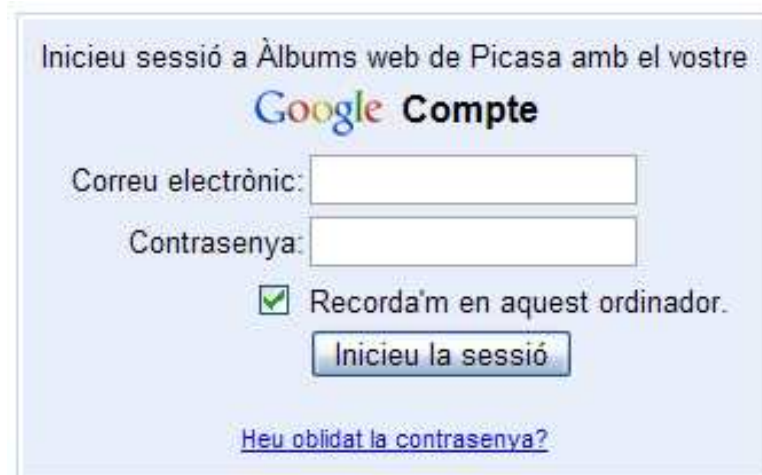 Inicieu sessió a Àlbums web de Picasa amb el vostre
Google Compte
Correu electrònic:
Contrasenya:
Recorda'm en aquest ordinador.
Inicieu la sessió
Heu oblidat la contrasenya?